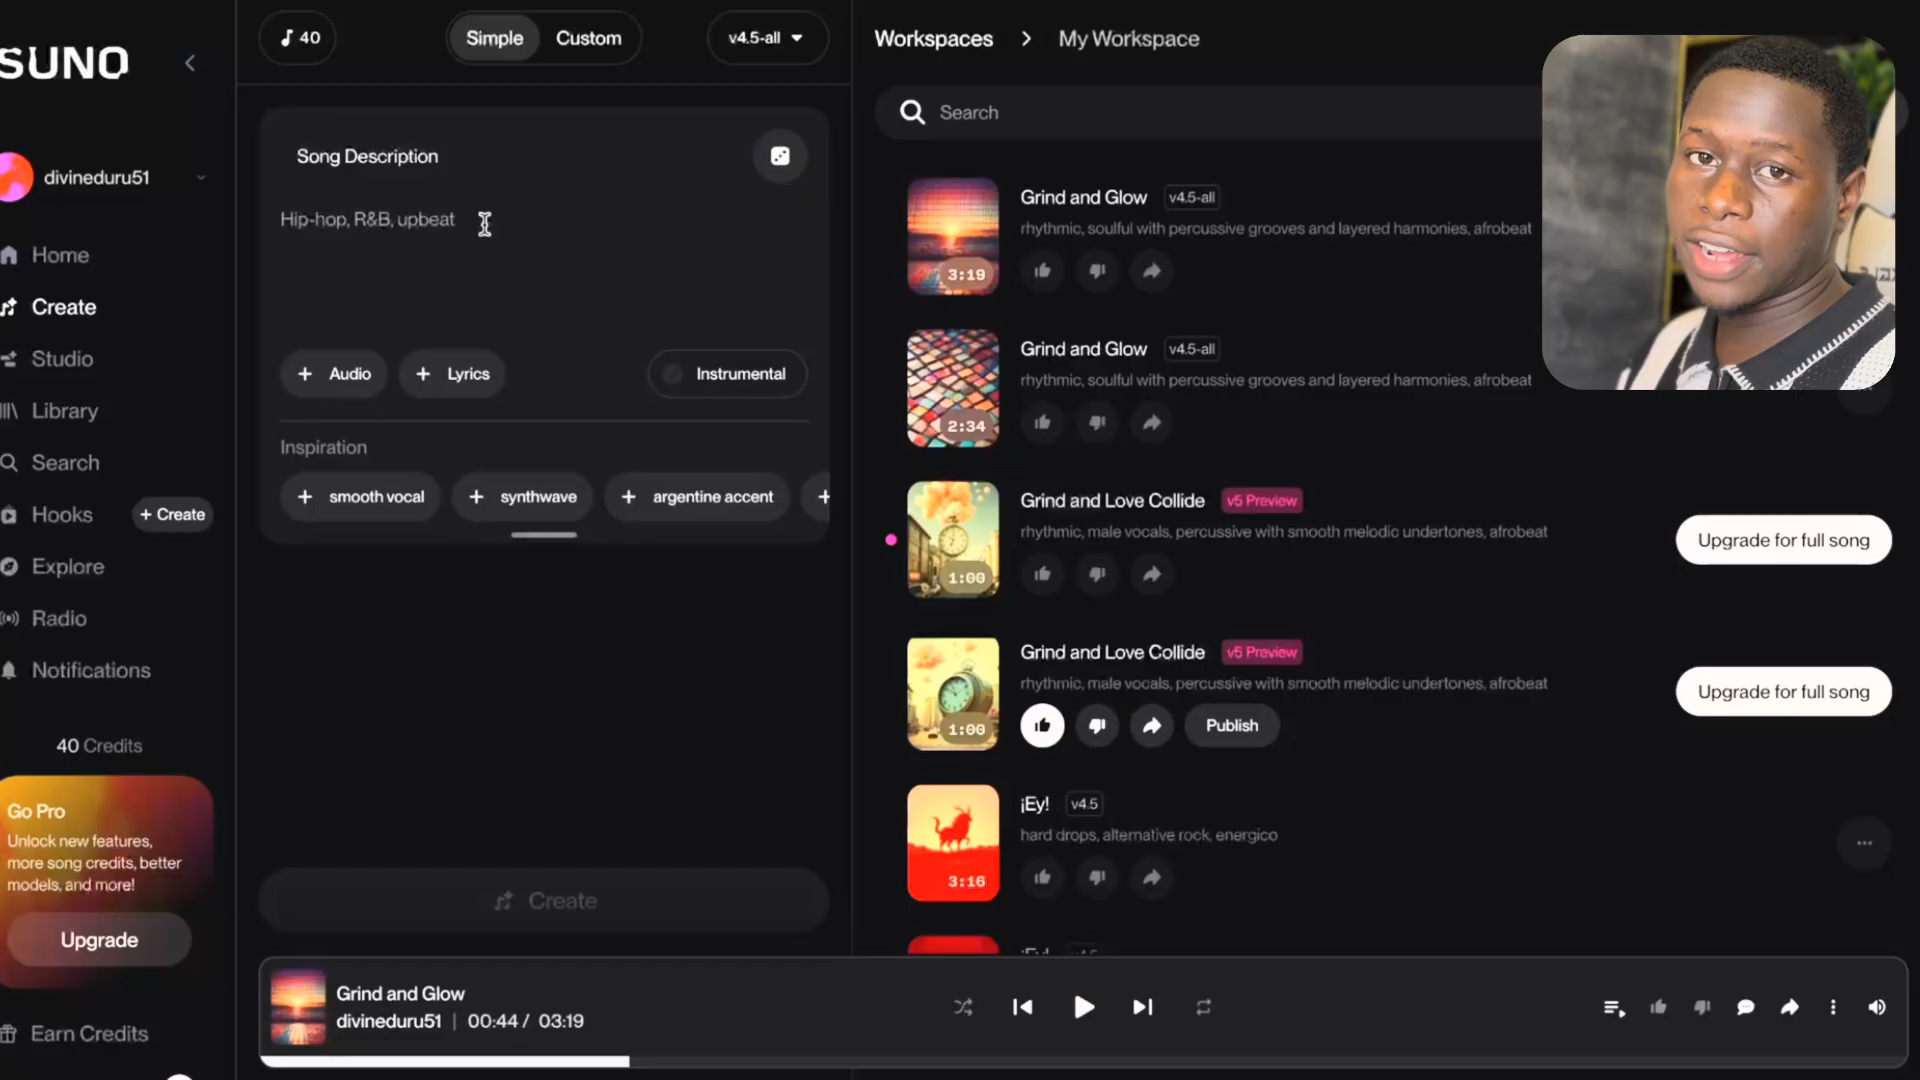 SUNO
divineduru51
Home
Create
Studio
Library
Search
Hooks
+ Create
Explore
Radio
Notifications
40 Credits
Go Pro
Unlock new features,
more song credits, better
models, and more!
Upgrade
Earn Credits
40
Simple
Custom
v4.5-all
Song Description
Hip-hop, R&B, upbeat
+ Audio
+ Lyrics
Instrumental
Inspiration
+ smooth vocal
+ synthwave
+ argentine accent
+
Create
Workspaces > My Workspace
Search
Grind and Glow v4.5-all
rhythmic, soulful with percussive grooves and layered harmonies, afrobeat
3:19
Grind and Glow v4.5-all
rhythmic, soulful with percussive grooves and layered harmonies, afrobeat
2:34
Grind and Love Collide v5 Preview
rhythmic, male vocals, percussive with smooth melodic undertones, afrobeat
1:00
Upgrade for full song
Grind and Love Collide v5 Preview
rhythmic, male vocals, percussive with smooth melodic undertones, afrobeat
1:00
Publish
Upgrade for full song
¡Ey! v4.5
hard drops, alternative rock, energico
3:16
Grind and Glow
divineduru51 | 00:44 / 03:19